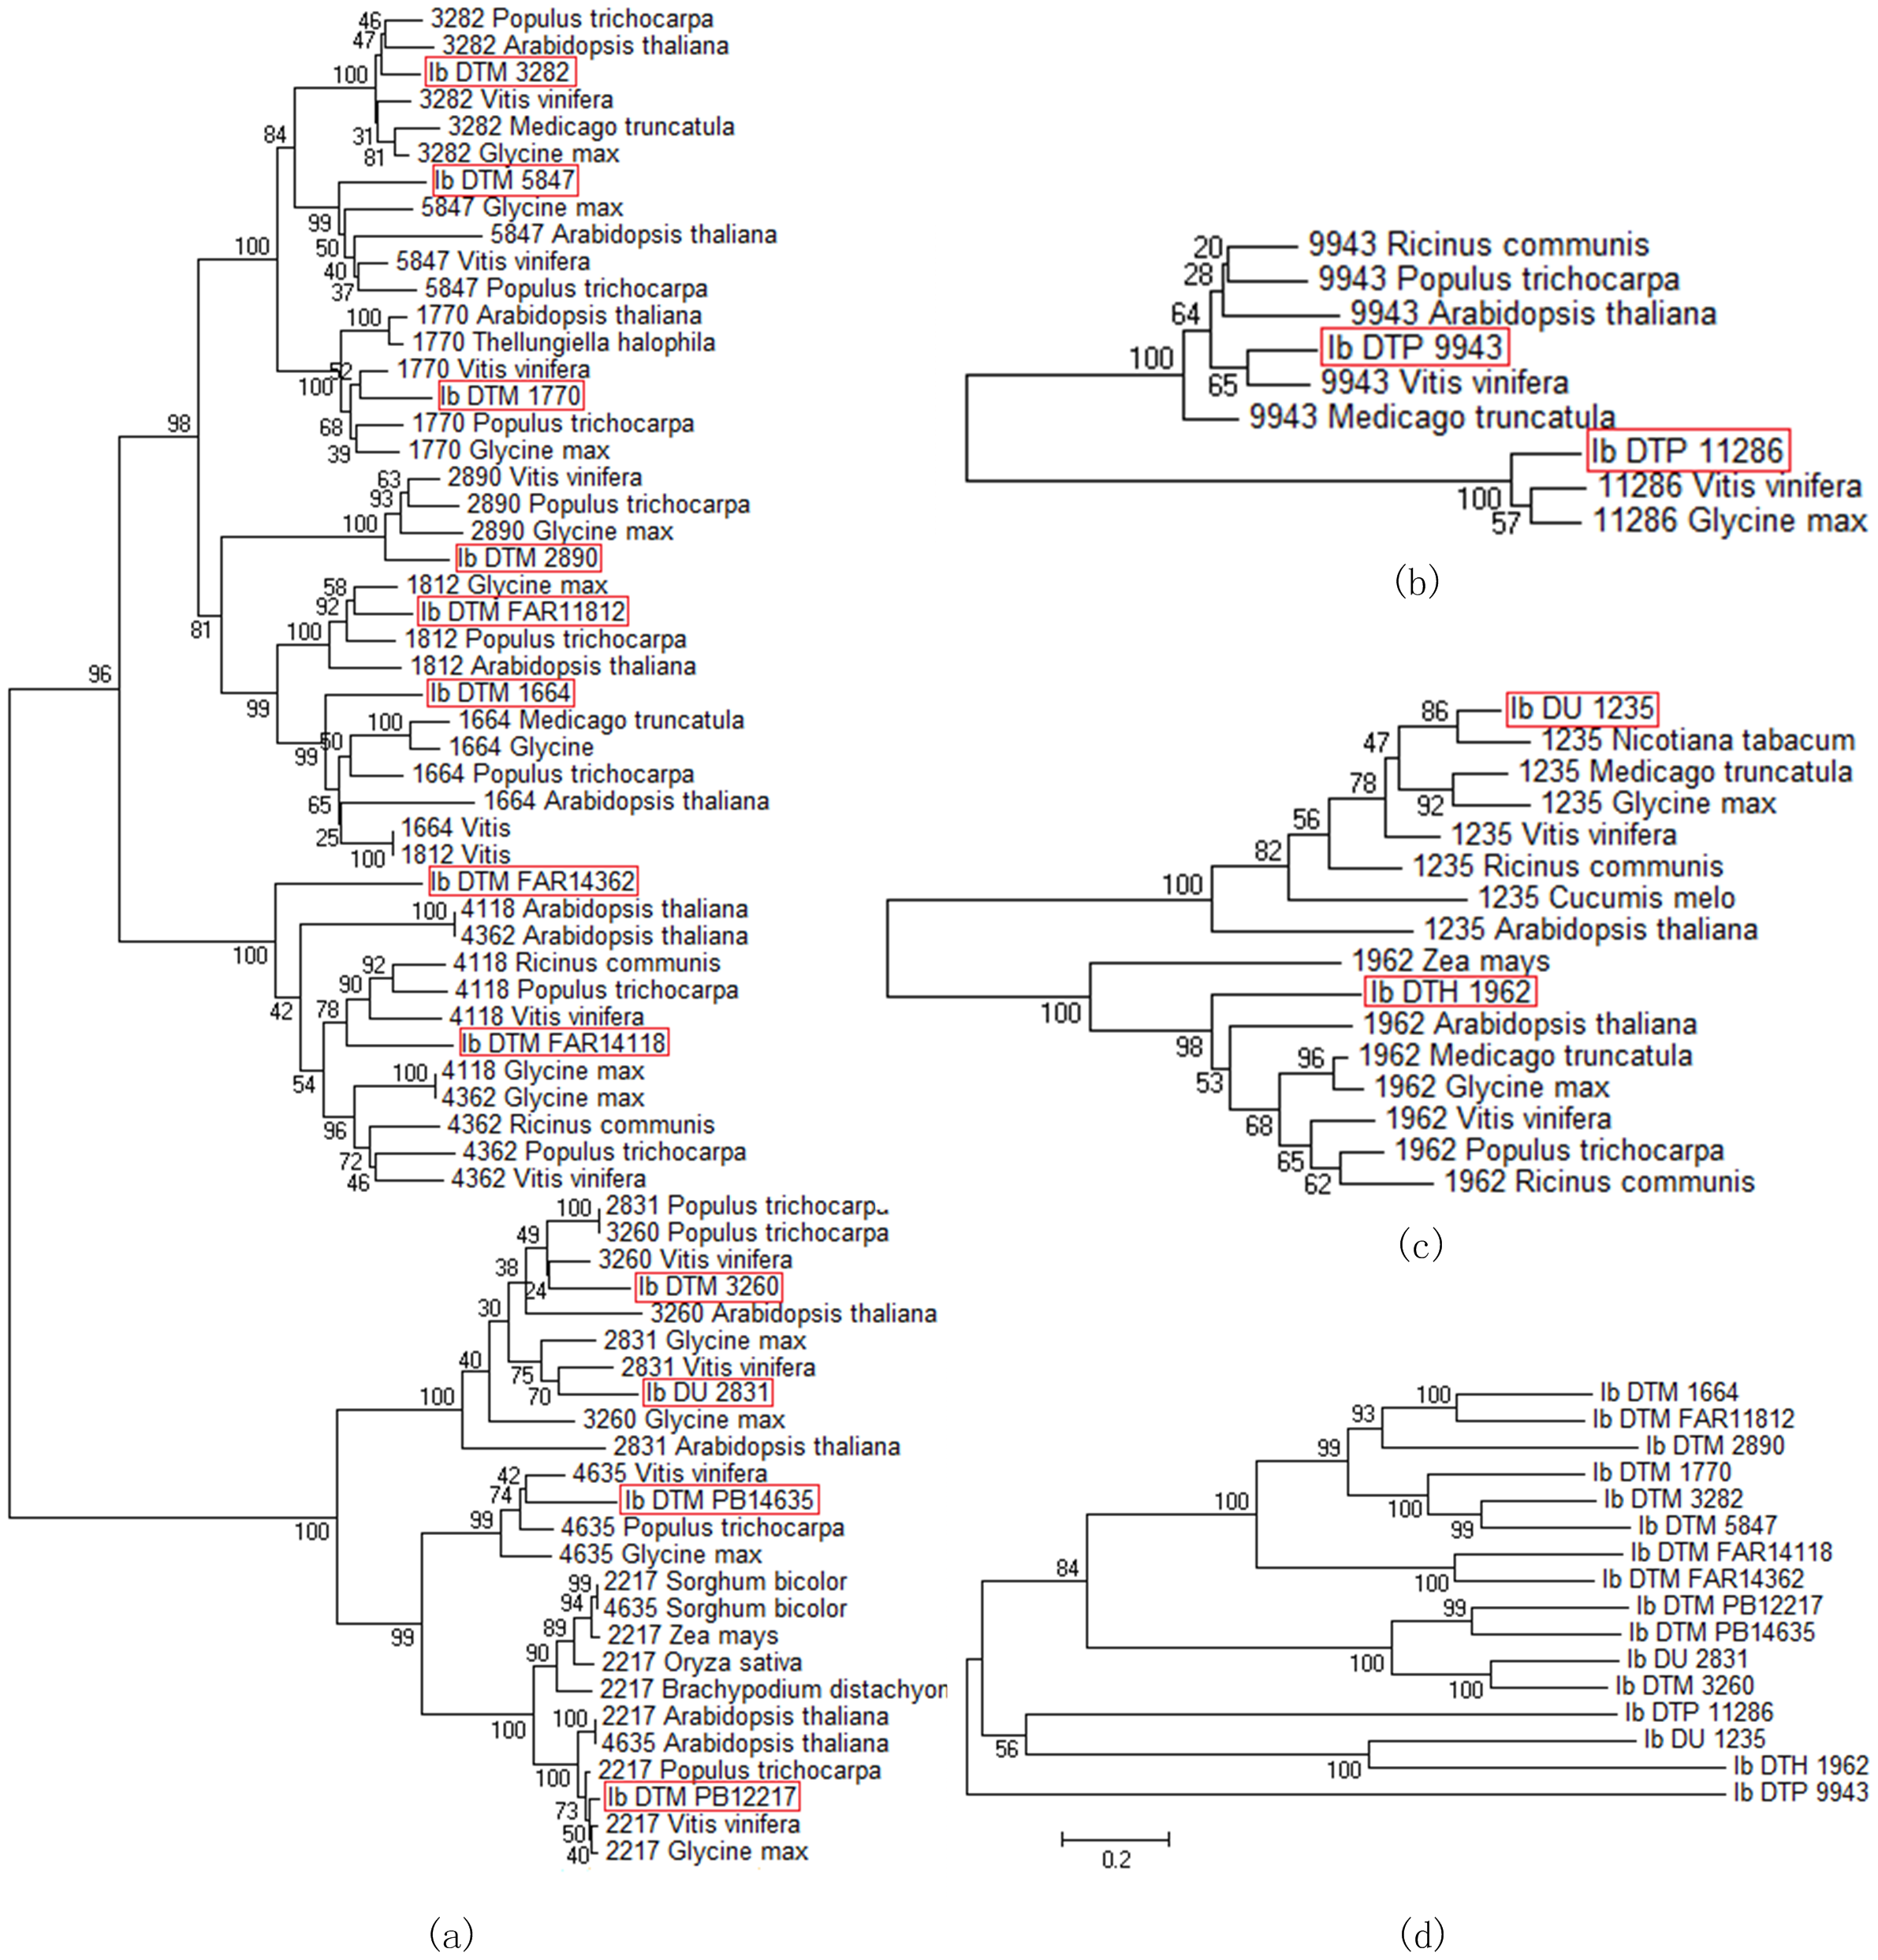 46
3282 Populus trichocarpa
47
3282 Arabidopsis thaliana
100
Ib DTM 3282
3282 Vitis vinifera
31
3282 Medicago truncatula
81
3282 Glycine max
84
Ib DTM 5847
99
5847 Glycine max
50
5847 Arabidopsis thaliana
100
5847 Vitis vinifera
40
37
5847 Populus trichocarpa
100
1770 Arabidopsis thaliana
1770 Thellungiella halophila
52
1770 Vitis vinifera
100
Ib DTM 1770
68
1770 Populus trichocarpa
39
1770 Glycine max
98
63
2890 Vitis vinifera
93
2890 Populus trichocarpa
100
2890 Glycine max
Ib DTM 2890
58
1812 Glycine max
92
Ib DTM FAR11812
81
100
1812 Populus trichocarpa
1812 Arabidopsis thaliana
96
99
Ib DTM 1664
100
1664 Medicago truncatula
50
1664 Glycine
99
1664 Populus trichocarpa
65
1664 Arabidopsis thaliana
25
1664 Vitis
100
1812 Vitis
Ib DTM FAR14362
100
4118 Arabidopsis thaliana
4362 Arabidopsis thaliana
100
92
4118 Ricinus communis
90
4118 Populus trichocarpa
42
78
4118 Vitis vinifera
Ib DTM FAR14118
54
100
4118 Glycine max
4362 Glycine max
96
4362 Ricinus communis
72
4362 Populus trichocarpa
46
4362 Vitis vinifera
100
2831 Populus trichocarpa
49
3260 Populus trichocarpa
38
3260 Vitis vinifera
24
Ib DTM 3260
30
3260 Arabidopsis thaliana
2831 Glycine max
40
75
2831 Vitis vinifera
100
70
Ib DU 2831
3260 Glycine max
2831 Arabidopsis thaliana
42
4635 Vitis vinifera
74
Ib DTM PB14635
100
99
4635 Populus trichocarpa
4635 Glycine max
99
2217 Sorghum bicolor
94
4635 Sorghum bicolor
99
89
2217 Zea mays
90
2217 Oryza sativa
2217 Brachypodium distachyon
100
100
2217 Arabidopsis thaliana
4635 Arabidopsis thaliana
100
2217 Populus trichocarpa
Ib DTM PB12217
73
2217 Vitis vinifera
50
40
2217 Glycine max
(a)
20
9943 Ricinus communis
28
9943 Populus trichocarpa
64
9943 Arabidopsis thaliana
100
Ib DTP 9943
65
9943 Vitis vinifera
9943 Medicago truncatula
Ib DTP 11286
100
11286 Vitis vinifera
57
11286 Glycine max
(b)
86
Ib DU 1235
47
1235 Nicotiana tabacum
78
1235 Medicago truncatula
92
1235 Glycine max
56
1235 Vitis vinifera
82
1235 Ricinus communis
100
1235 Cucumis melo
1235 Arabidopsis thaliana
1962 Zea mays
100
Ib DTH 1962
98
1962 Arabidopsis thaliana
96
1962 Medicago truncatula
53
1962 Glycine max
68
1962 Vitis vinifera
65
1962 Populus trichocarpa
62
1962 Ricinus communis
(c)
100
Ib DTM 1664
93
Ib DTM FAR11812
99
Ib DTM 2890
Ib DTM 1770
100
100
Ib DTM 3282
99
Ib DTM 5847
84
Ib DTM FAR14118
100
Ib DTM FAR14362
99
Ib DTM PB12217
Ib DTM PB14635
100
Ib DU 2831
100
Ib DTM 3260
Ib DTP 11286
56
Ib DU 1235
100
Ib DTH 1962
Ib DTP 9943
0.2
(d)